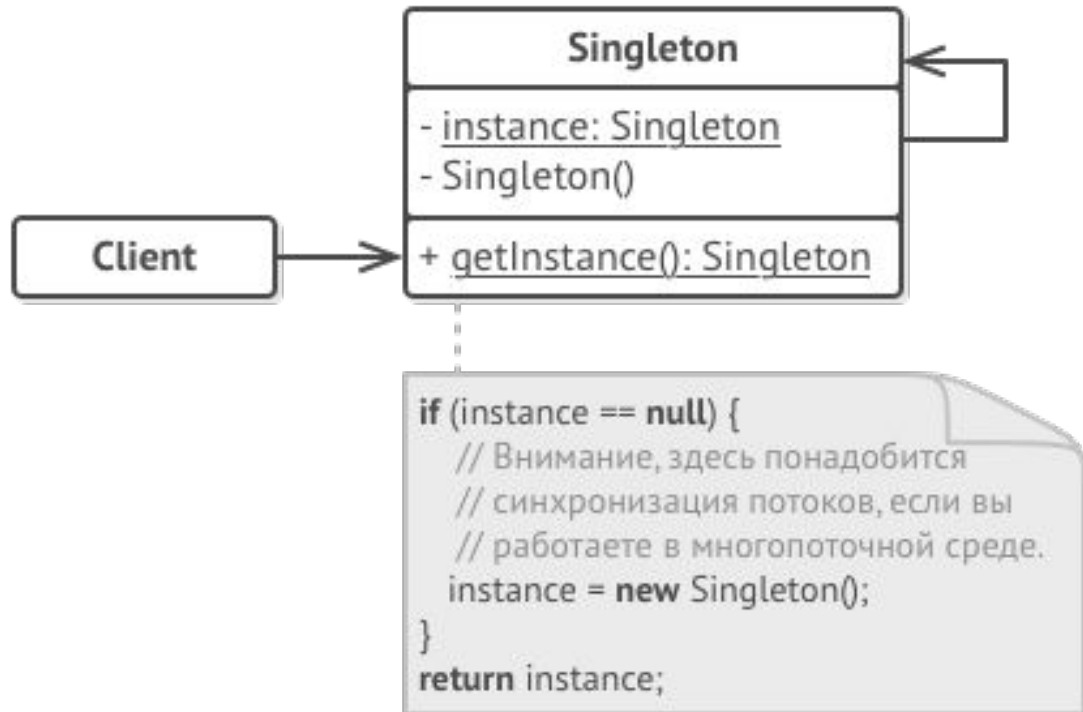 Singleton
- instance: Singleton
- Singleton()
Client
+ getInstance(): Singleton
if (instance == null) {
// Внимание, здесь понадобится
// синхронизация потоков, если вы
// работаете в многопоточной среде.
instance = new Singleton();
}
return instance;